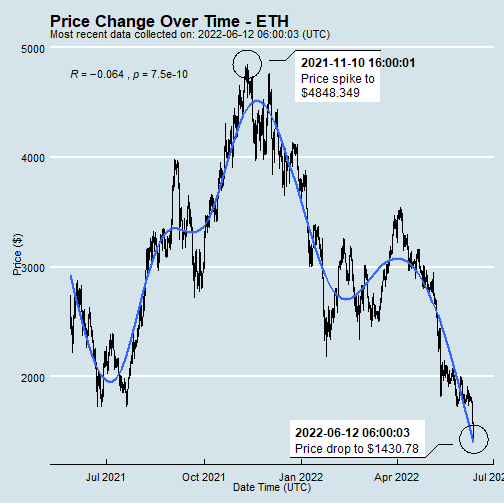 Price Change Over Time - ETH
Most recent data collected on: 2022-06-12 06:00:03 (UTC)
5000
R = −0.064 , p = 7.5e-10
2021-11-10 16:00:01
Price spike to
$4848.349
4000
Price ($)
3000
2000
2022-06-12 06:00:03
Price drop to $1430.78
Jul 2021
Oct 2021
Jan 2022
Apr 2022
Jul 202
Date Time (UTC)